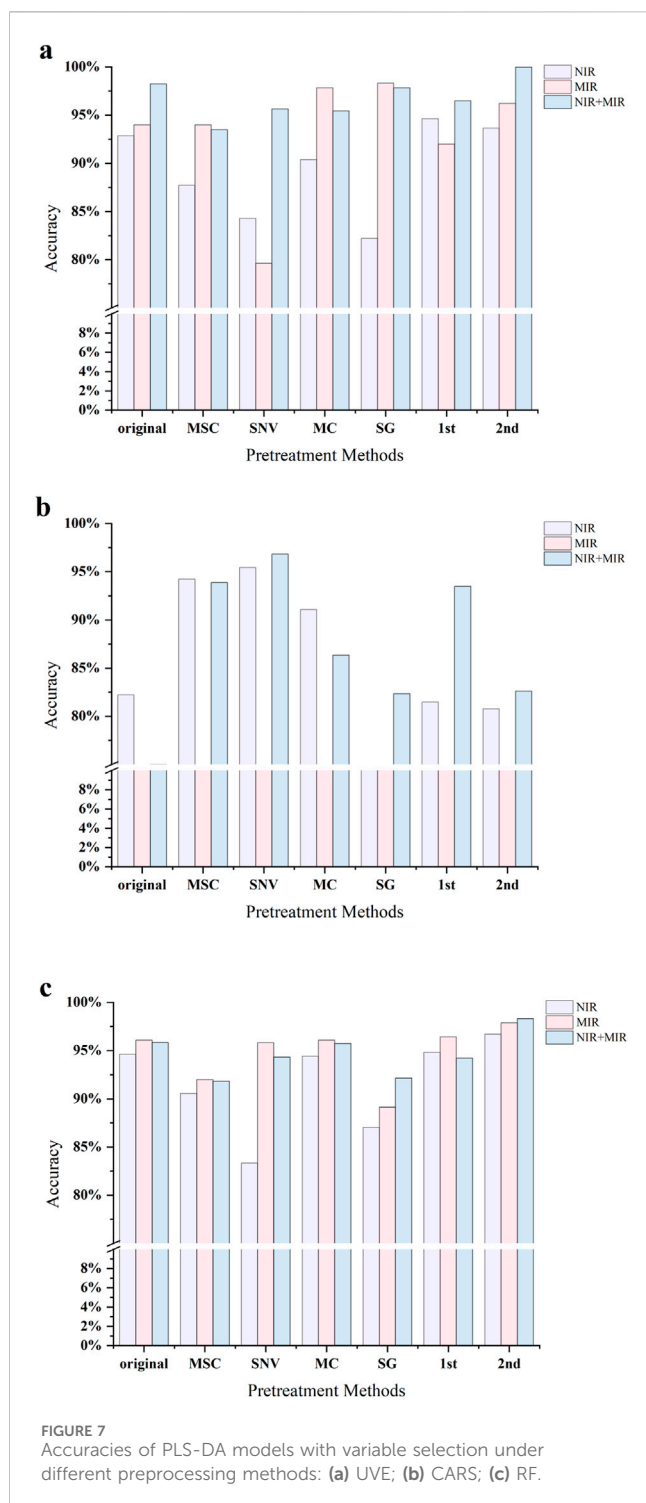 a
100%
95%
90%
85%
80%
8%
6%
4%
2%
0%
Accuracy
original MSC SNV MC SG 1st 2nd
Pretreatment Methods
NIR
MIR
NIR+MIR
b
100%
95%
90%
85%
80%
8%
6%
4%
2%
0%
Accuracy
original MSC SNV MC SG 1st 2nd
Pretreatment Methods
NIR
MIR
NIR+MIR
c
100%
95%
90%
85%
80%
8%
6%
4%
2%
0%
Accuracy
original MSC SNV MC SG 1st 2nd
Pretreatment Methods
NIR
MIR
NIR+MIR
FIGURE 7
Accuracies of PLS-DA models with variable selection under
different preprocessing methods: (a) UVE; (b) CARS; (c) RF.